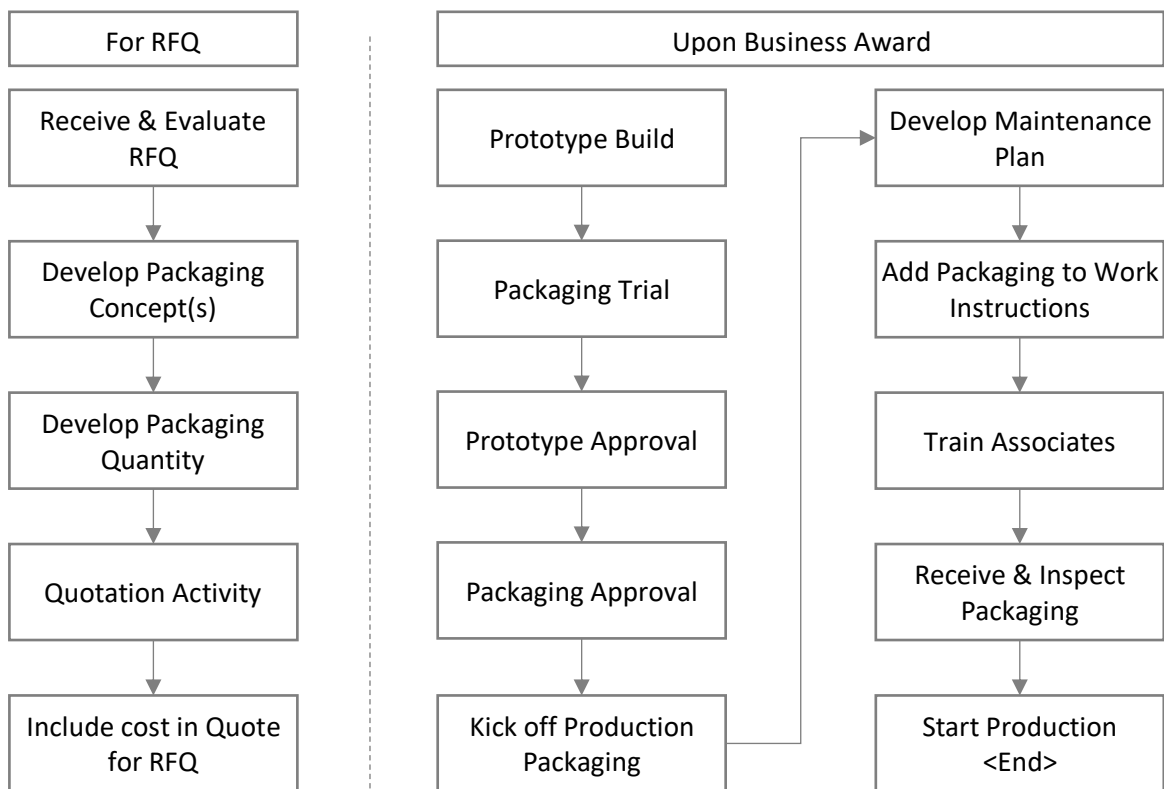 For RFQ
Receive & Evaluate
RFQ
Develop Packaging
Concept(s)
Develop Packaging
Quantity
Quotation Activity
Include cost in Quote
for RFQ
Upon Business Award
Prototype Build
Packaging Trial
Prototype Approval
Packaging Approval
Kick off Production
Packaging
Develop Maintenance
Plan
Add Packaging to Work
Instructions
Train Associates
Receive & Inspect
Packaging
Start Production
<End>